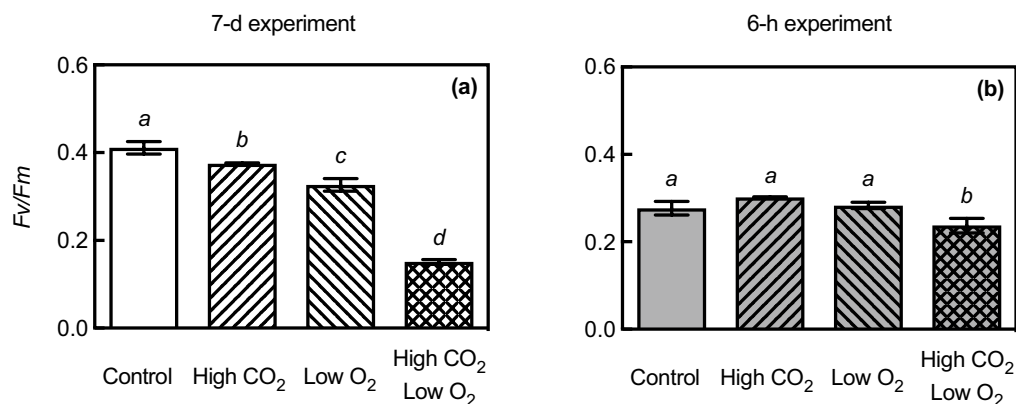 7-d experiment
6-h experiment
(a)
0.6
0.4
0.2
0.0
Fv/Fm
a
b
c
d
Control
High CO₂
Low O₂
High CO₂
Low O₂
(b)
0.6
0.4
0.2
0.0
a
a
a
b
Control
High CO₂
Low O₂
High CO₂
Low O₂